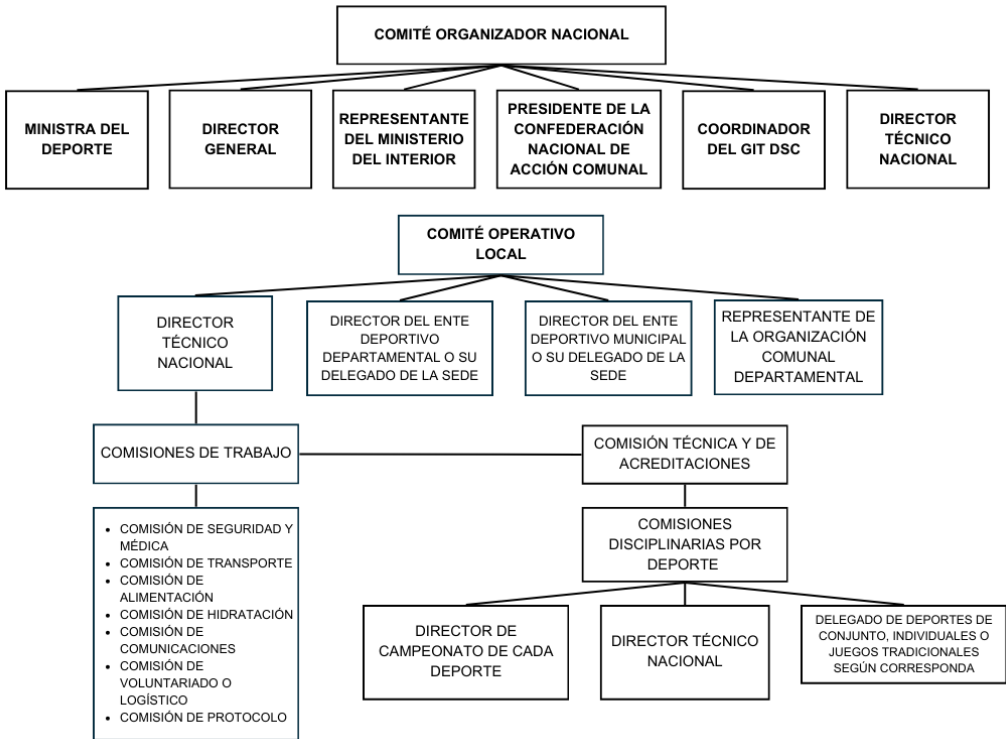 COMITÉ ORGANIZADOR NACIONAL
MINISTRA DEL
DEPORTE
DIRECTOR
GENERAL
REPRESENTANTE
DEL MINISTERIO
DEL INTERIOR
PRESIDENTE DE LA
CONFEDERACIÓN
NACIONAL DE
ACCIÓN COMUNAL
COORDINADOR
DEL GIT DSC
DIRECTOR
TÉCNICO
NACIONAL
COMITÉ OPERATIVO
LOCAL
DIRECTOR
TÉCNICO
NACIONAL
DIRECTOR DEL ENTE
DEPORTIVO
DEPARTAMENTAL O SU
DELEGADO DE LA SEDE
DIRECTOR DEL ENTE
DEPORTIVO MUNICIPAL
O SU DELEGADO DE LA
SEDE
REPRESENTANTE DE
LA ORGANIZACIÓN
COMUNAL
DEPARTAMENTAL
COMISIONES DE TRABAJO
COMISIÓN TÉCNICA Y DE
ACREDITACIONES
• COMISIÓN DE SEGURIDAD Y
MÉDICA
• COMISIÓN DE TRANSPORTE
• COMISIÓN DE
ALIMENTACIÓN
• COMISIÓN DE HIDRATACIÓN
• COMISIÓN DE
COMUNICACIONES
• COMISIÓN DE
VOLUNTARIADO O
LOGÍSTICO
• COMISIÓN DE PROTOCOLO
COMISIONES
DISCIPLINARIAS POR
DEPORTE
DIRECTOR DE
CAMPEONATO DE CADA
DEPORTE
DIRECTOR TÉCNICO
NACIONAL
DELEGADO DE DEPORTES DE
CONJUNTO, INDIVIDUALES O
JUEGOS TRADICIONALES
SEGÚN CORRESPONDA